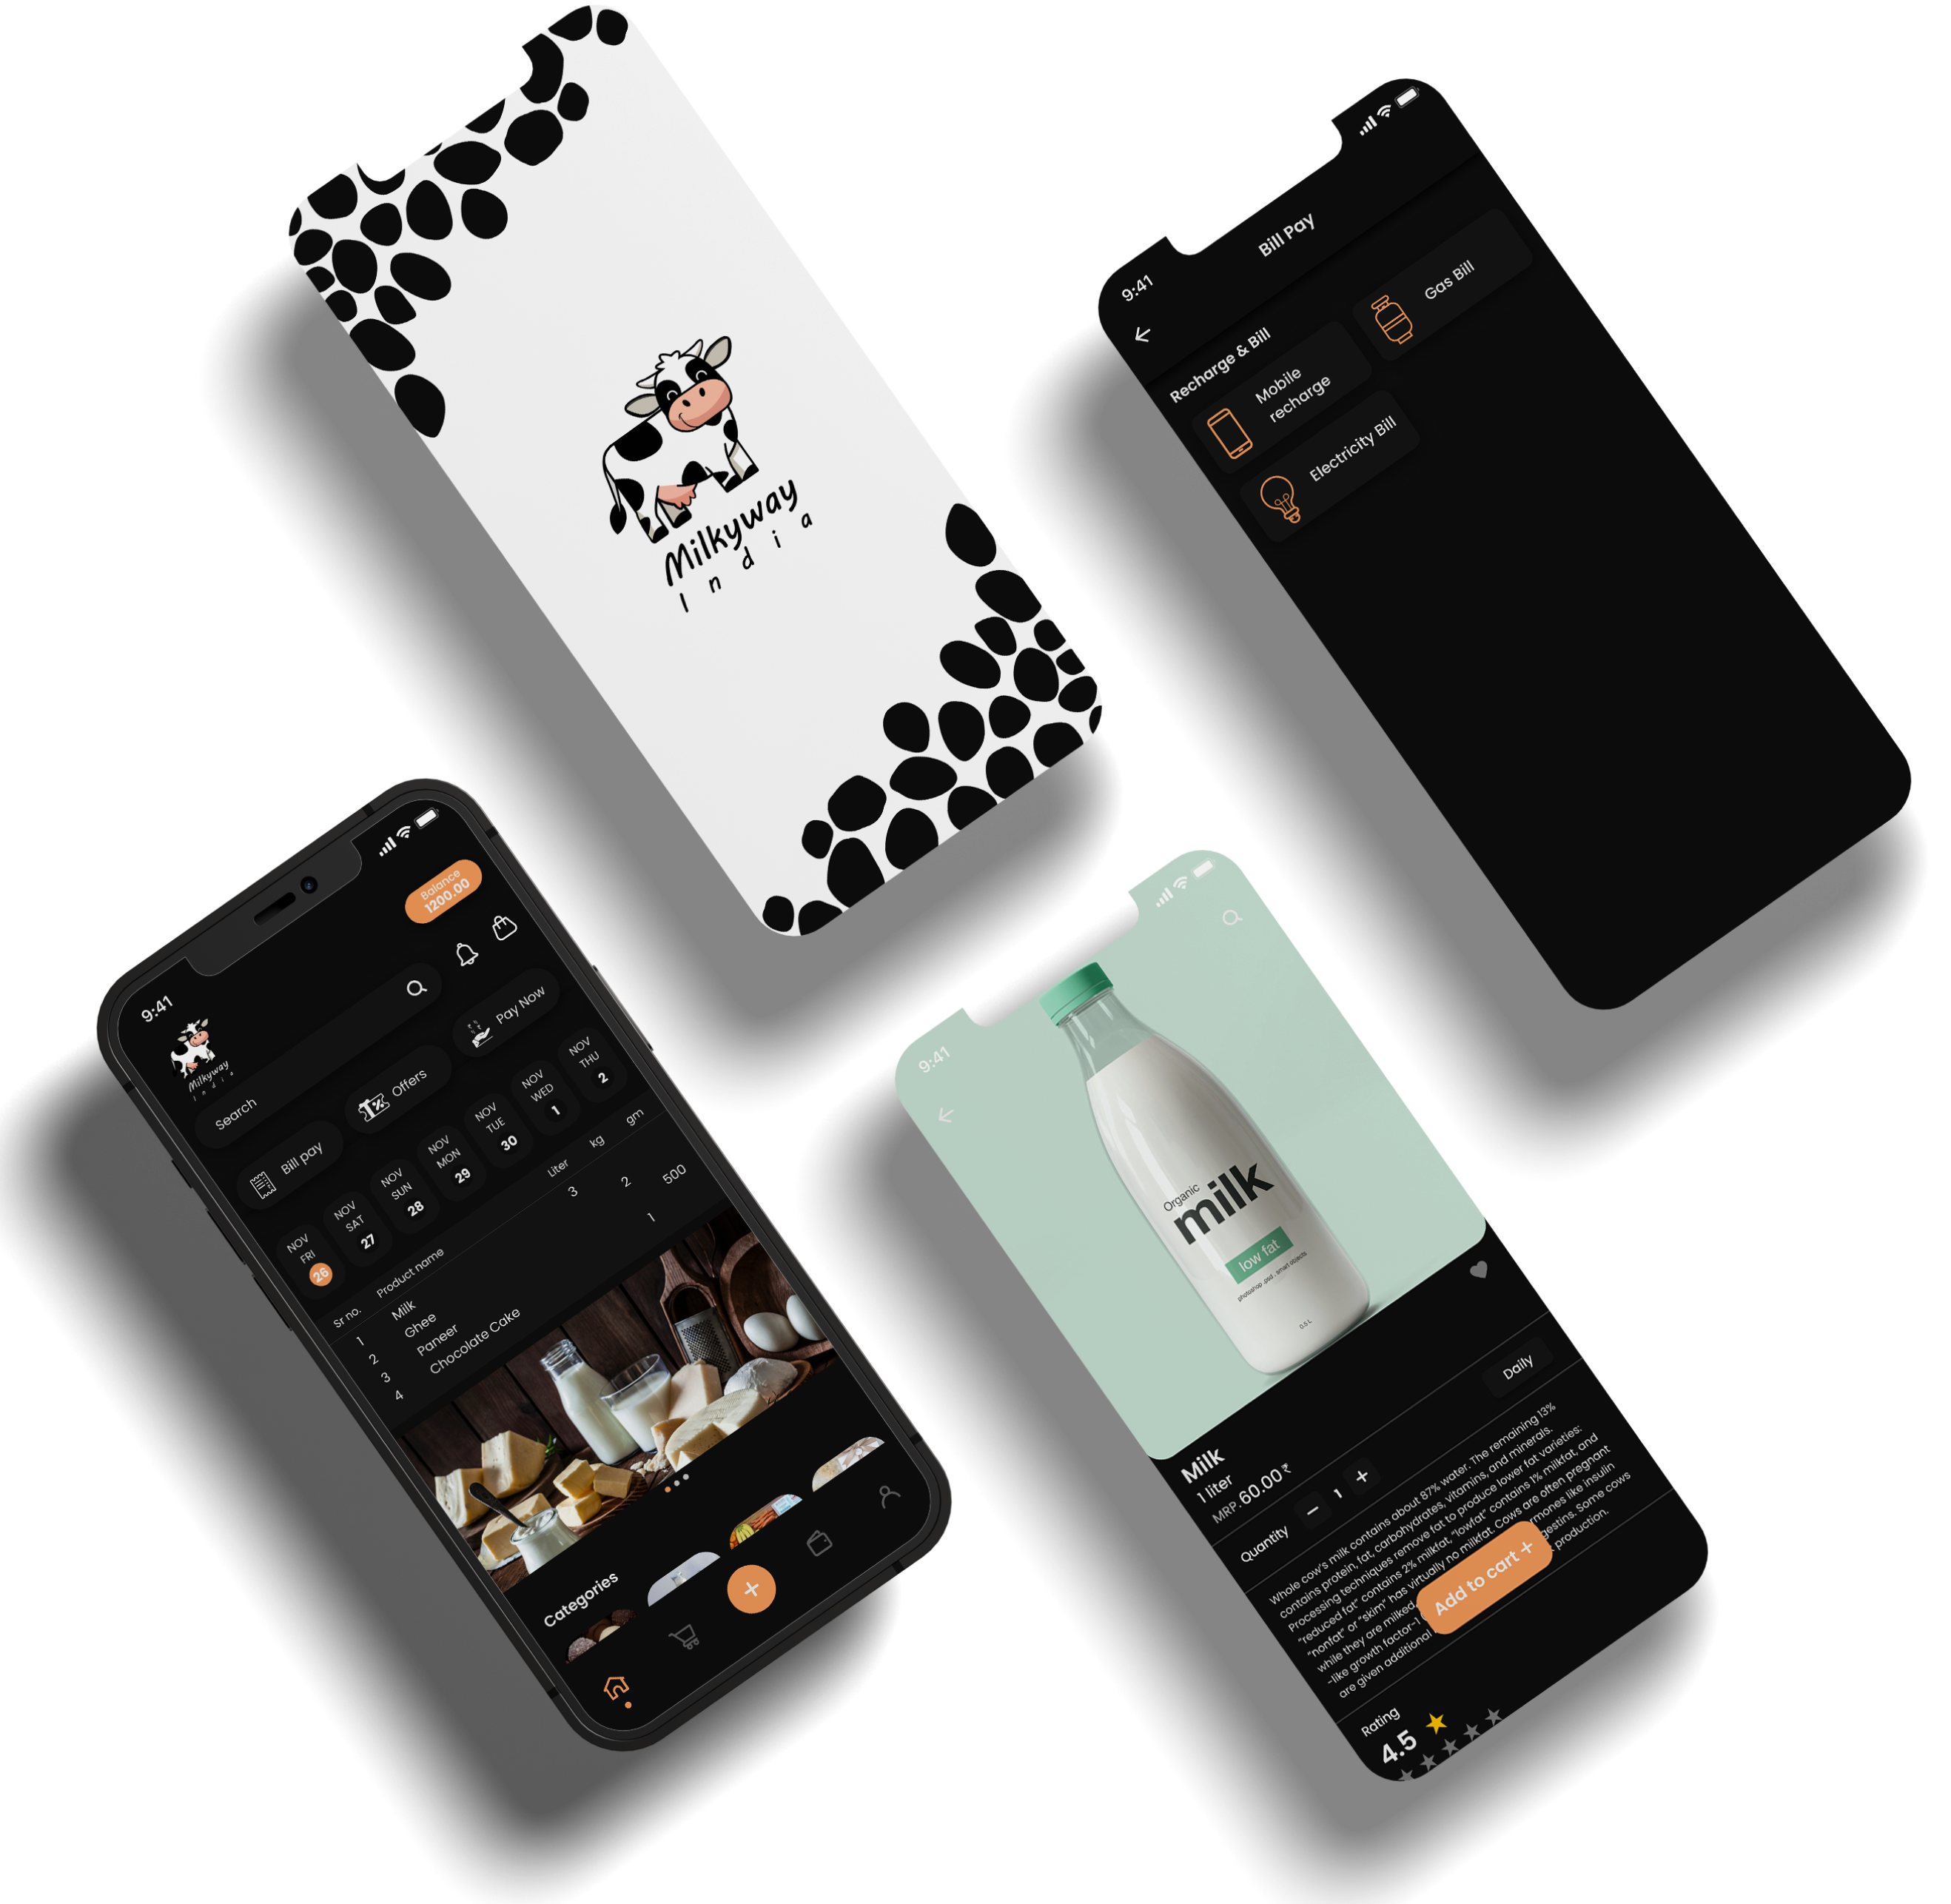 Milkyway
India
9:41
Bill Pay
Recharge & Bill
Mobile
recharge
Gas Bill
Electricity Bill
9:41
Balance
1200.00
Milkyway
India
Search
Bill pay
Offers
Pay Now
NOV
FRI
26
NOV
SAT
27
NOV
SUN
28
NOV
MON
29
NOV
TUE
30
NOV
WED
1
NOV
THU
2
Sr no. Product name Liter kg gm
1 Milk 3
2 Ghee 2
3 Paneer 500
4 Chocolate Cake 1
Categories
9:41
Organic
milk
low fat
photoshop .psd . smart objects
0.5 L
Milk
1 liter
MRP.60.00₹
Quantity 1
Daily
Whole cow's milk contains about 87% water. The remaining 13%
contains protein, fat, carbohydrates, vitamins, and minerals.
Processing techniques remove fat to produce lower fat varieties:
"reduced fat" contains 2% milkfat, "lowfat" contains 1% milkfat, and
"nonfat" or "skim" has virtually no milkfat. Cows are often pregnant
while they are milked, rmones like insulin
-like growth factor-1 gestins. Some cows
are given additional production.
Add to cart +
Rating
4.5